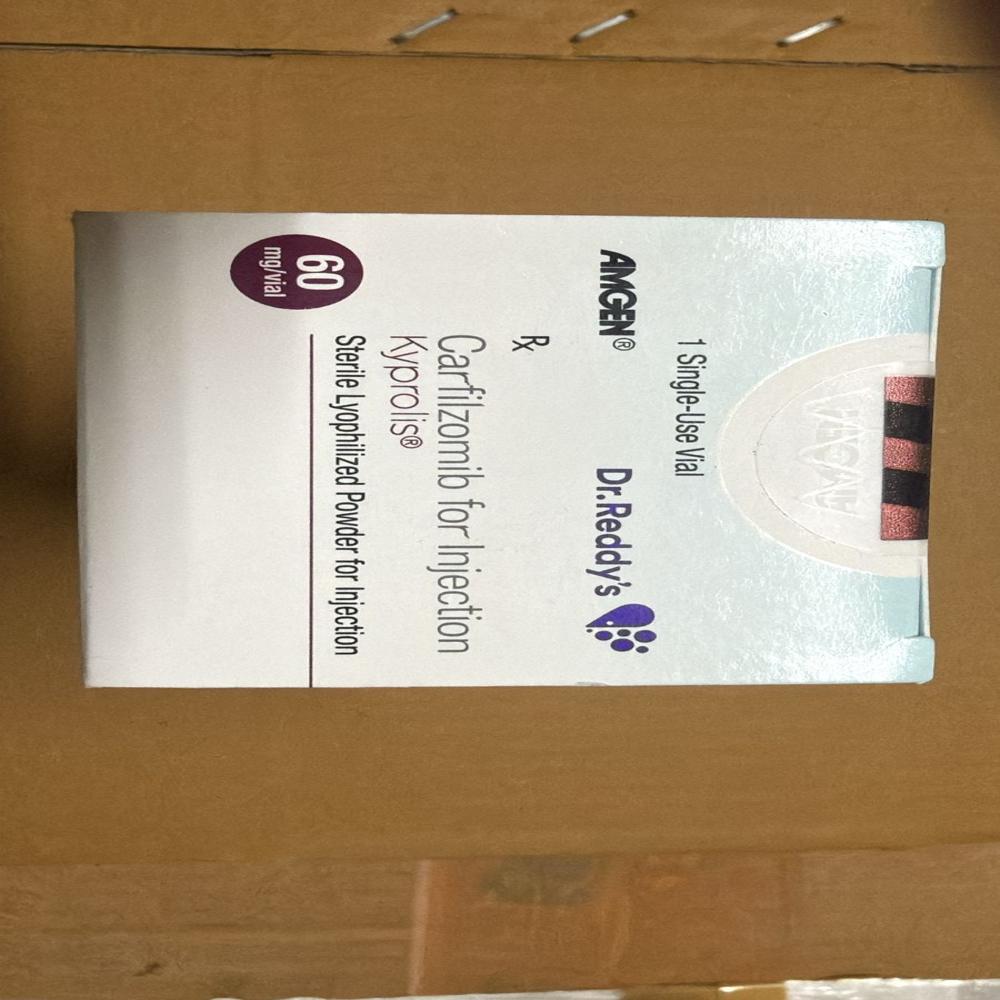 1 Single-Use Vial
AMGEN® Dr.Reddy's
Rx
Carfilzomib for Injection
Kyprolis®
Sterile Lyophilized Powder for Injection
60
mg/vial